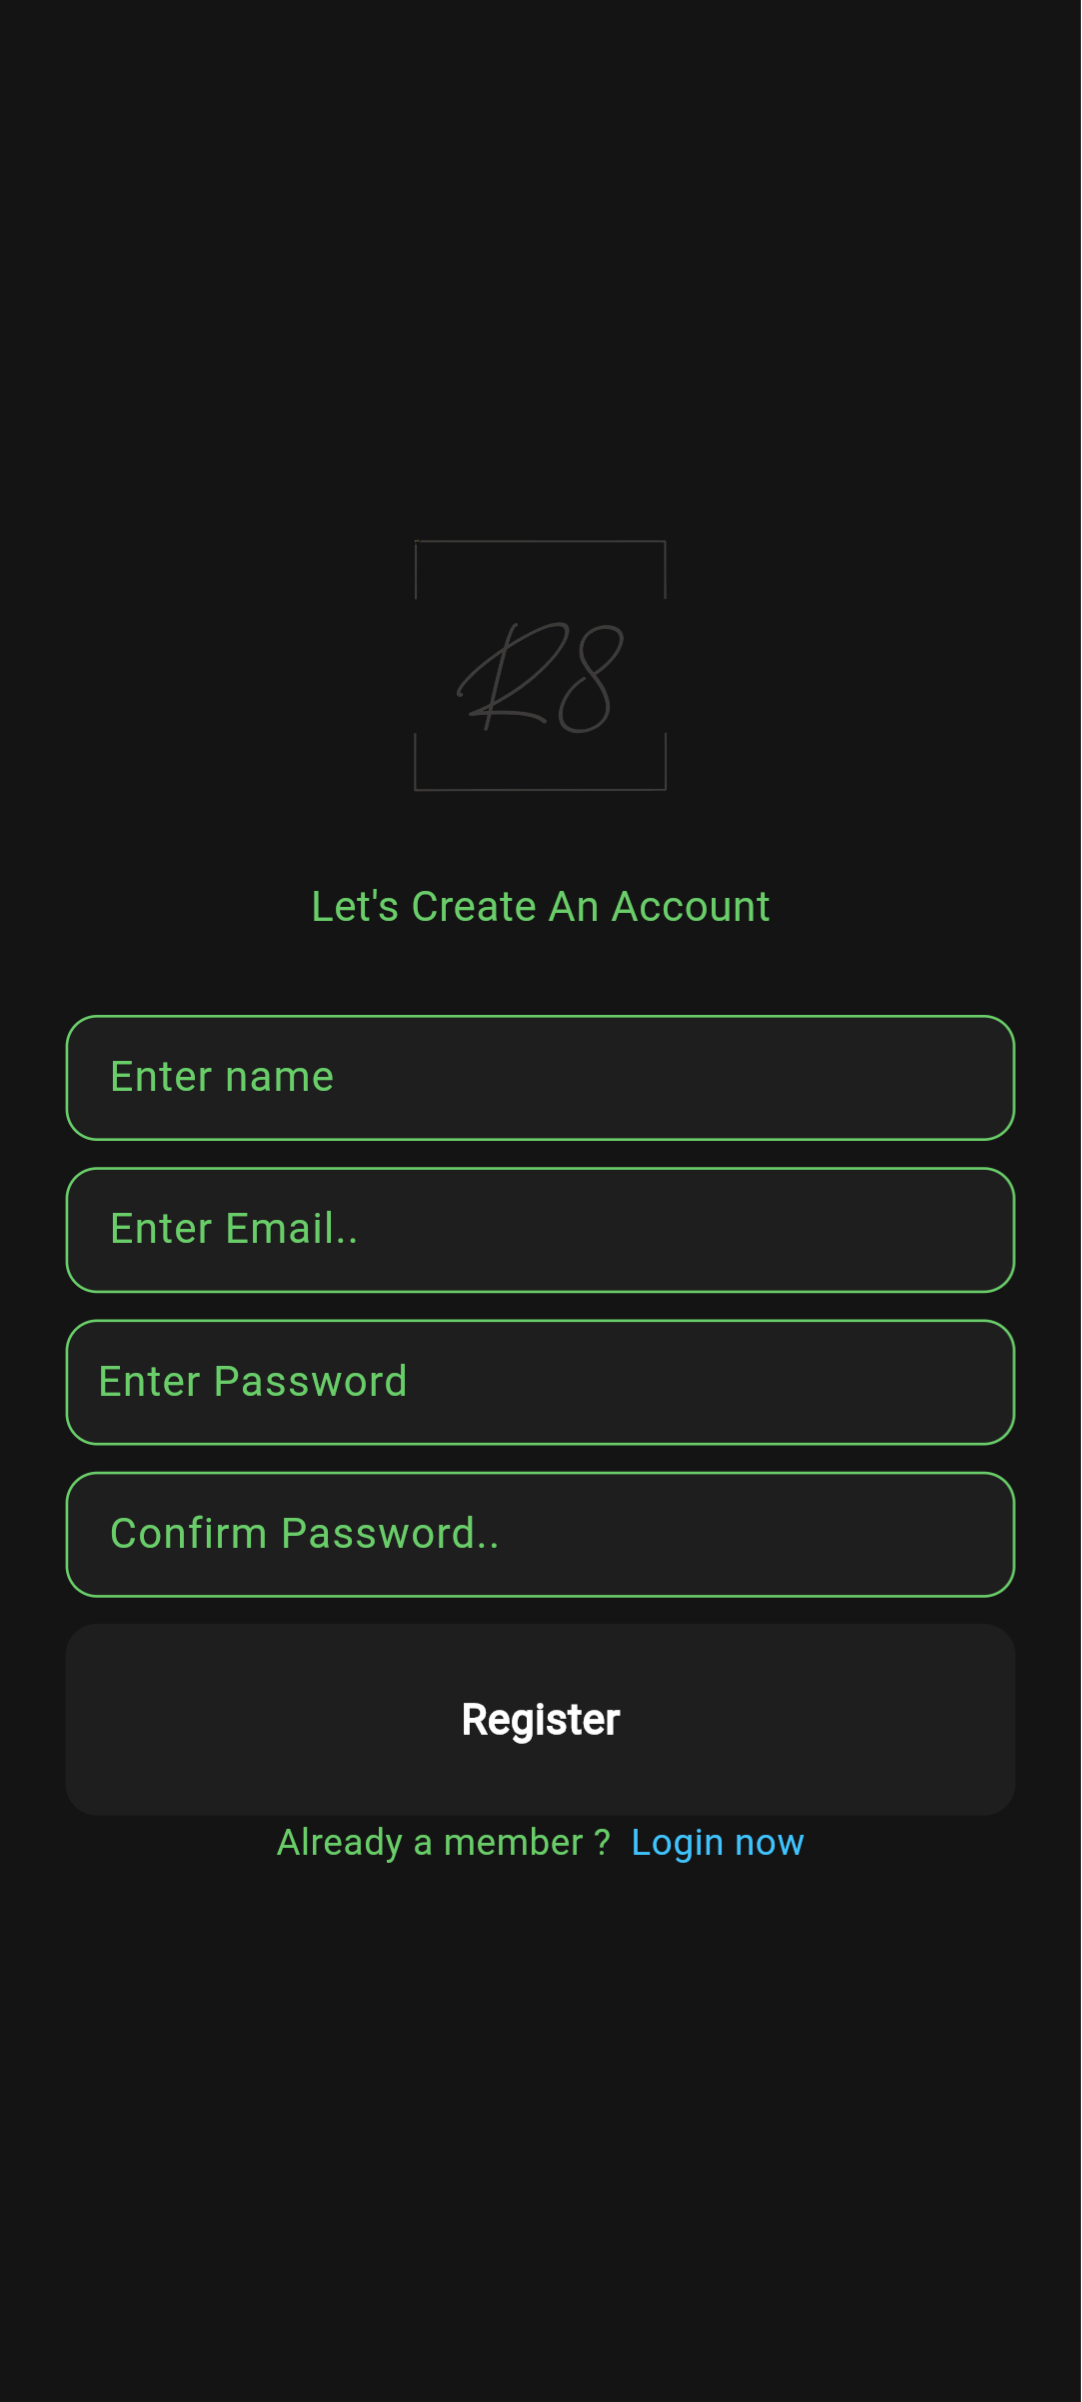 R8
Let's Create An Account
Enter name
Enter Email..
Enter Password
Confirm Password..
Register
Already a member ? Login now